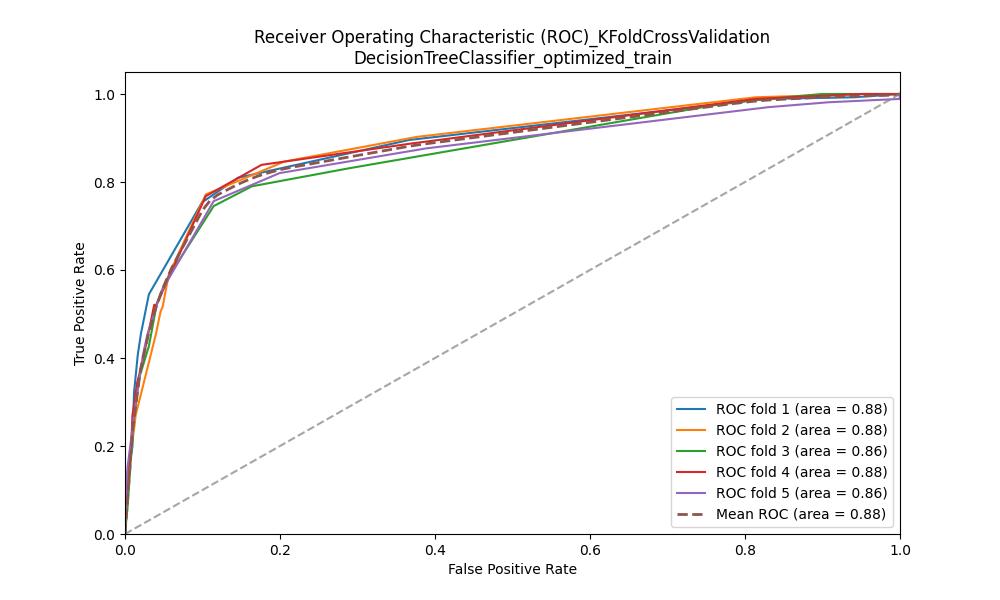 Receiver Operating Characteristic (ROC)_KFoldCrossValidation
DecisionTreeClassifier_optimized_train
True Positive Rate
1.0
0.8
0.6
0.4
0.2
0.0
ROC fold 1 (area = 0.88)
ROC fold 2 (area = 0.88)
ROC fold 3 (area = 0.86)
ROC fold 4 (area = 0.88)
ROC fold 5 (area = 0.86)
Mean ROC (area = 0.88)
0.0 0.2 0.4 0.6 0.8 1.0
False Positive Rate